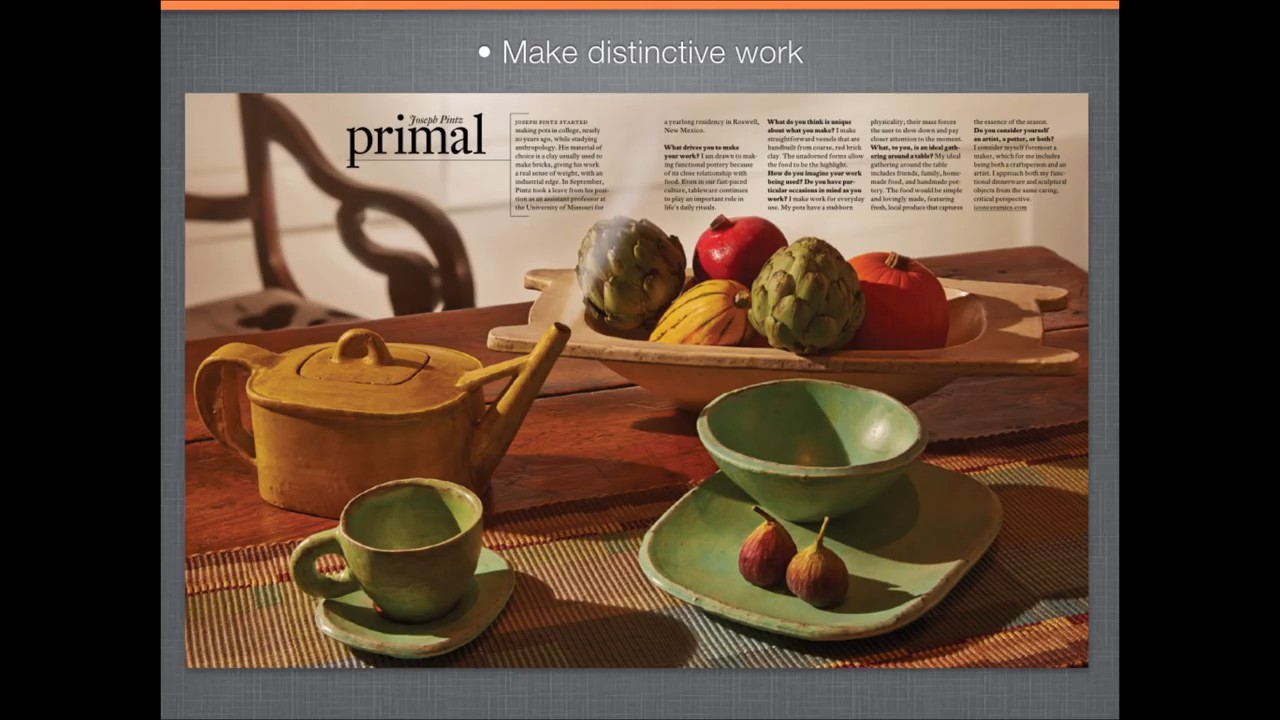 • Make distinctive work
Joseph Pintz
primal
JOSEPH PINTZ STARTED
making pots in college, nearly
20 years ago, while studying
anthropology. His material of
choice is a clay usually used to
make bricks, giving his work
a real sense of weight, with an
industrial edge. In September,
Pintz took a leave from his posi-
tion as an assistant professor at
the University of Missouri for
a yearlong residency in Roswell,
New Mexico.
What drives you to make
your work? I am drawn to mak-
ing functional pottery because
of its close relationship with
food. Even in our fast-paced
culture, tableware continues
to play an important role in
life's daily rituals.
What do you think is unique
about what you make? I make
straightforward vessels that are
handbuilt from coarse, red brick
clay. The unadorned forms allow
the food to be the highlight.
How do you imagine your work
being used? Do you have par-
ticular occasions in mind as you
work? I make work for everyday
use. My pots have a stubborn
physicality; their mass forces
the user to slow down and pay
closer attention to the moment.
What, to you, is an ideal gath-
ering around a table? My ideal
gathering around the table
includes friends, family, home-
made food, and handmade pot-
tery. The food would be simple
and lovingly made, featuring
fresh, local produce that captures
the essence of the season.
Do you consider yourself
an artist, a potter, or both?
I consider myself foremost a
maker, which for me includes
being both a craftsperson and an
artist. I approach both my func-
tional dinnerware and sculptural
objects from the same caring,
critical perspective.
iconceramics.com